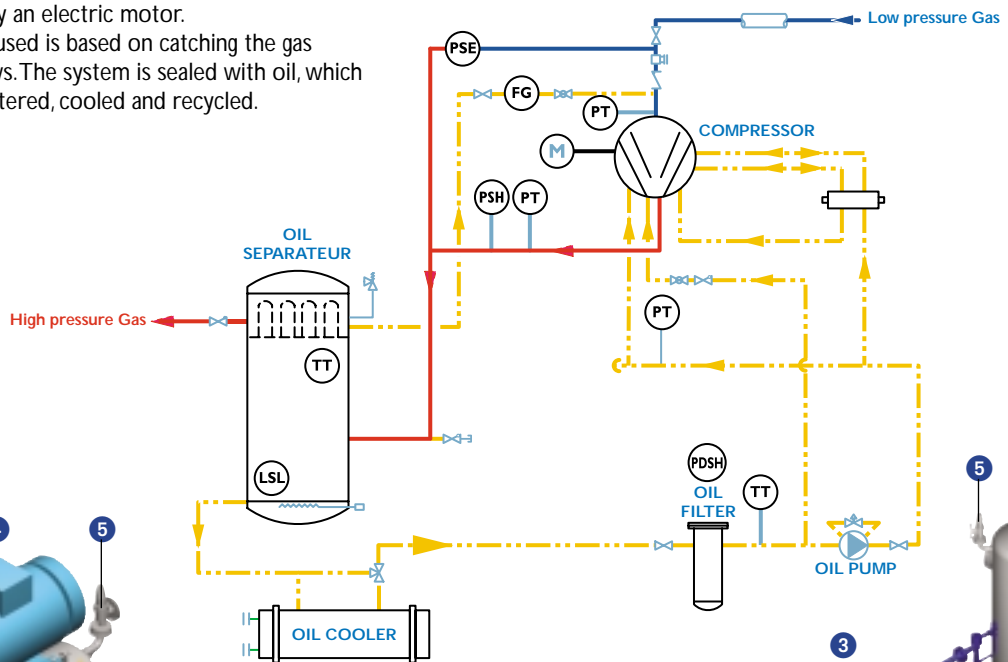 y an electric motor.
used is based on catching the gas
s. The system is sealed with oil, which
tered, cooled and recycled.
Low pressure Gas
PSE
FG
PT
COMPRESSOR
M
PSH
PT
OIL
SEPARATEUR
High pressure Gas
PT
TT
LSL
PDSH
OIL
FILTER
TT
5
5
OIL PUMP
OIL COOLER
3